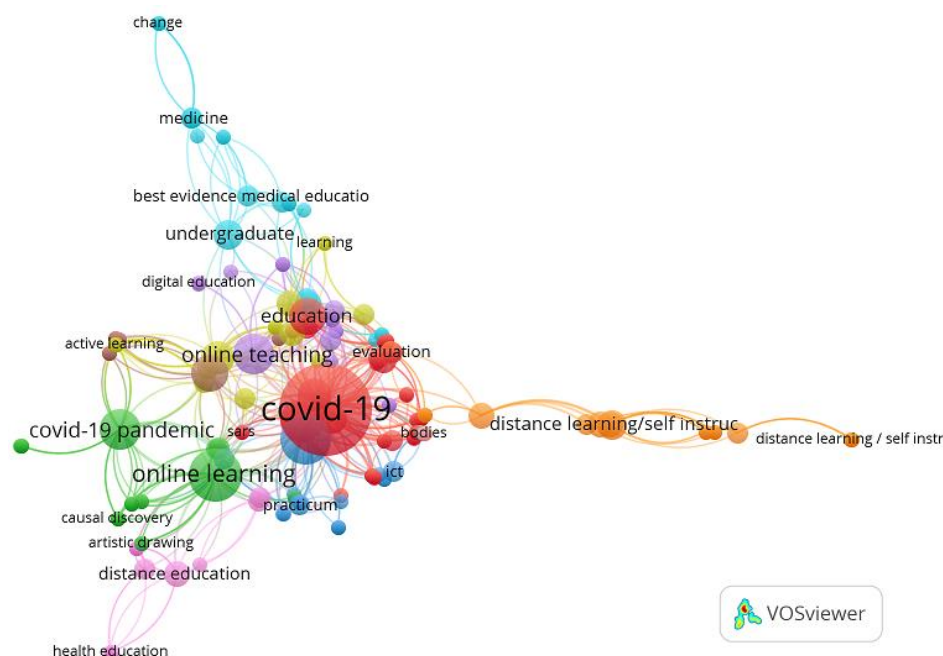 change
medicine
best evidence medical educatio
undergraduate
learning
digital education
education
active learning
online teaching
evaluation
covid-19
distance learning/self instruc
covid-19 pandemic
sars
bodies
distance learning / self instr
online learning
ict
practicum
causal discovery
artistic drawing
distance education
VOSviewer
health education